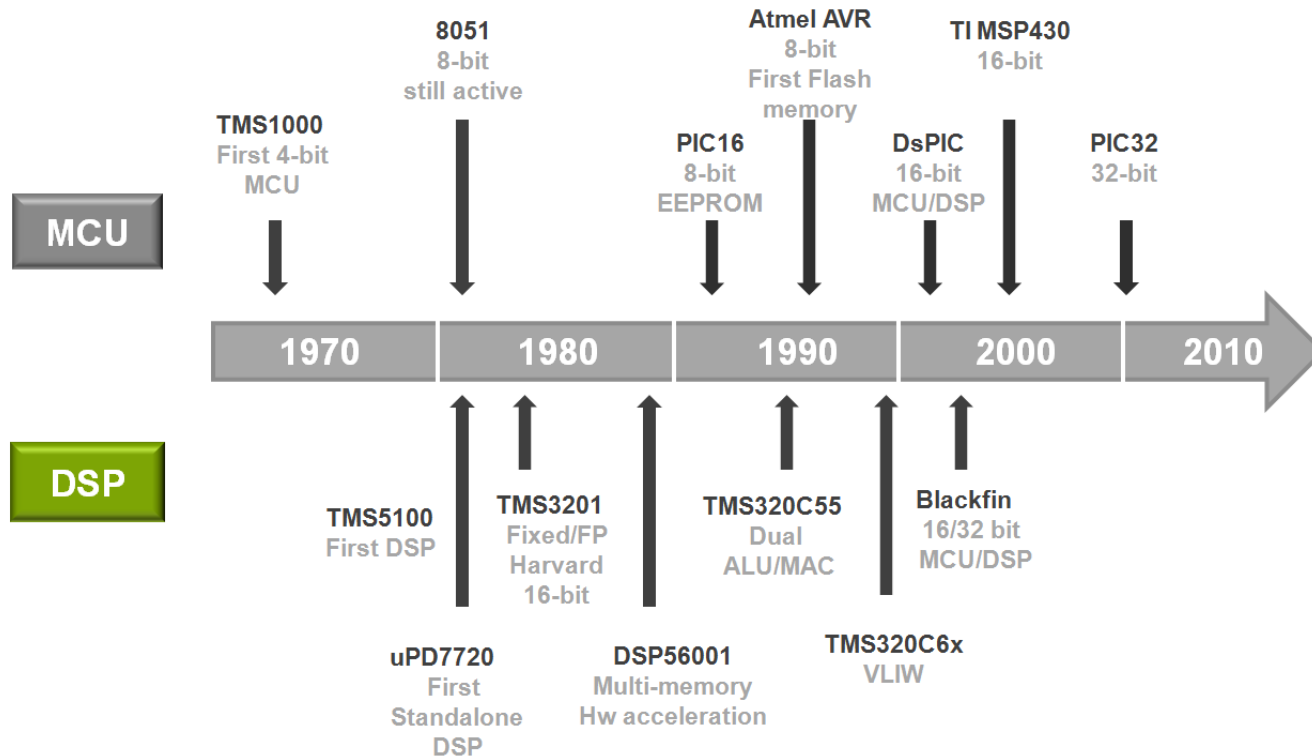 8051
8-bit
still active
Atmel AVR
8-bit
First Flash
memory
TI MSP430
16-bit
TMS1000
First 4-bit
MCU
PIC16
8-bit
EEPROM
DsPIC
16-bit
MCU/DSP
PIC32
32-bit
MCU
1970
1980
1990
2000
2010
DSP
TMS5100
First DSP
TMS3201
Fixed/FP
Harvard
16-bit
TMS320C55
Dual
ALU/MAC
Blackfin
16/32 bit
MCU/DSP
uPD7720
First
Standalone
DSP
DSP56001
Multi-memory
Hw acceleration
TMS320C6x
VLIW